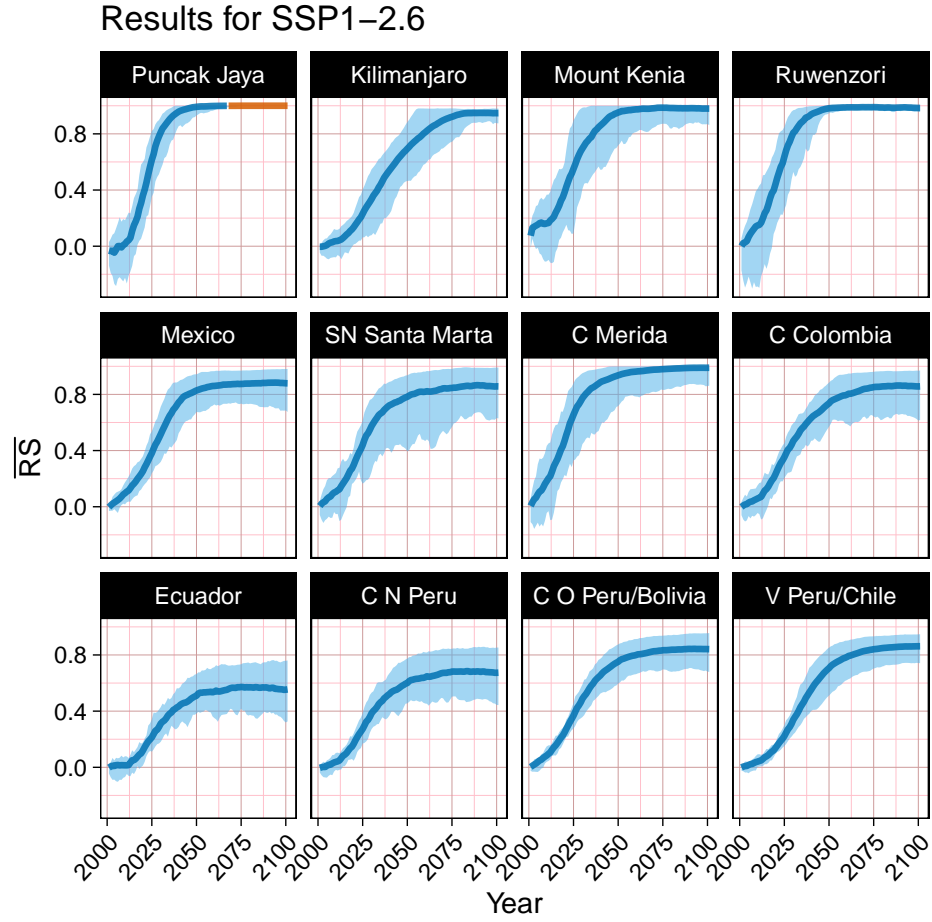 Results for SSP1−2.6
Puncak Jaya Kilimanjaro Mount Kenia Ruwenzori
0.8
0.4
0.0
Mexico SN Santa Marta C Merida C Colombia
0.8
0.4
0.0
RS
Ecuador C N Peru C O Peru/Bolivia V Peru/Chile
0.8
0.4
0.0
2000 2025 2050 2075 2100 2000 2025 2050 2075 2100 2000 2025 2050 2075 2100 2000 2025 2050 2075 2100
Year